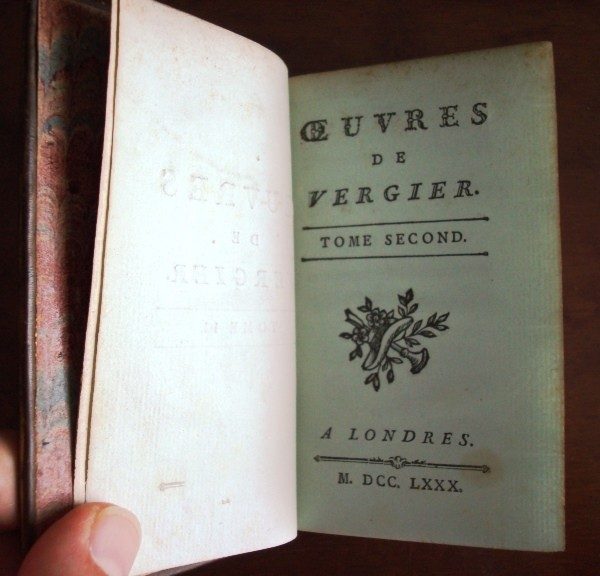 ŒUVRES
DE
VERGIER.
TOME SECOND.
A LONDRES.
M. DCC. LXXX.